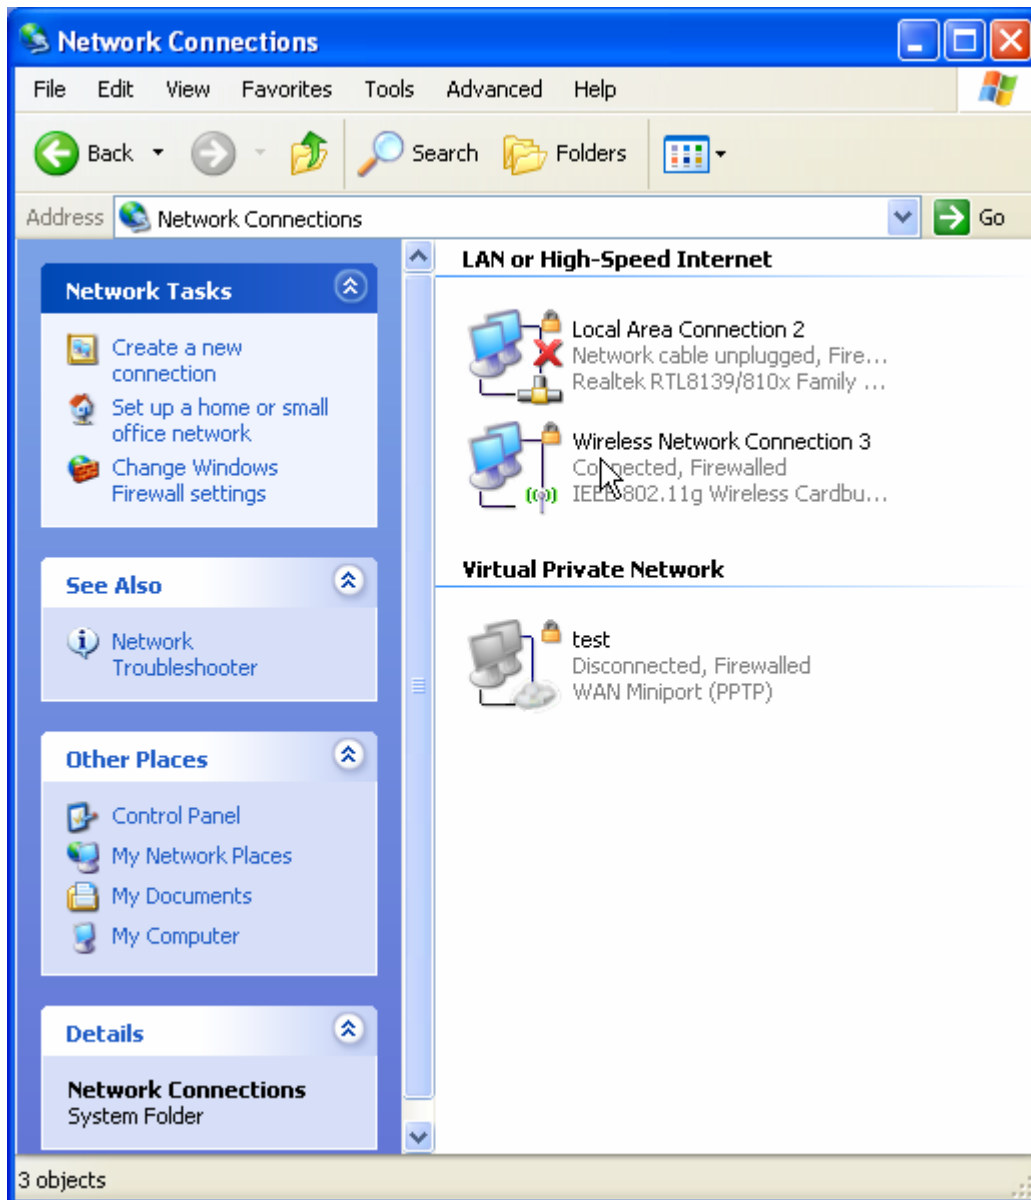 Network Connections
File Edit View Favorites Tools Advanced Help
Back Search Folders
Address Network Connections Go
Network Tasks
Create a new
connection
Set up a home or small
office network
Change Windows
Firewall settings
See Also
Network
Troubleshooter
Other Places
Control Panel
My Network Places
My Documents
My Computer
Details
Network Connections
System Folder
LAN or High-Speed Internet
Local Area Connection 2
Network cable unplugged, Fire...
Realtek RTL8139/810x Family ...
Wireless Network Connection 3
Connected, Firewalled
IEEE 802.11g Wireless Cardbu...
Virtual Private Network
test
Disconnected, Firewalled
WAN Miniport (PPTP)
3 objects